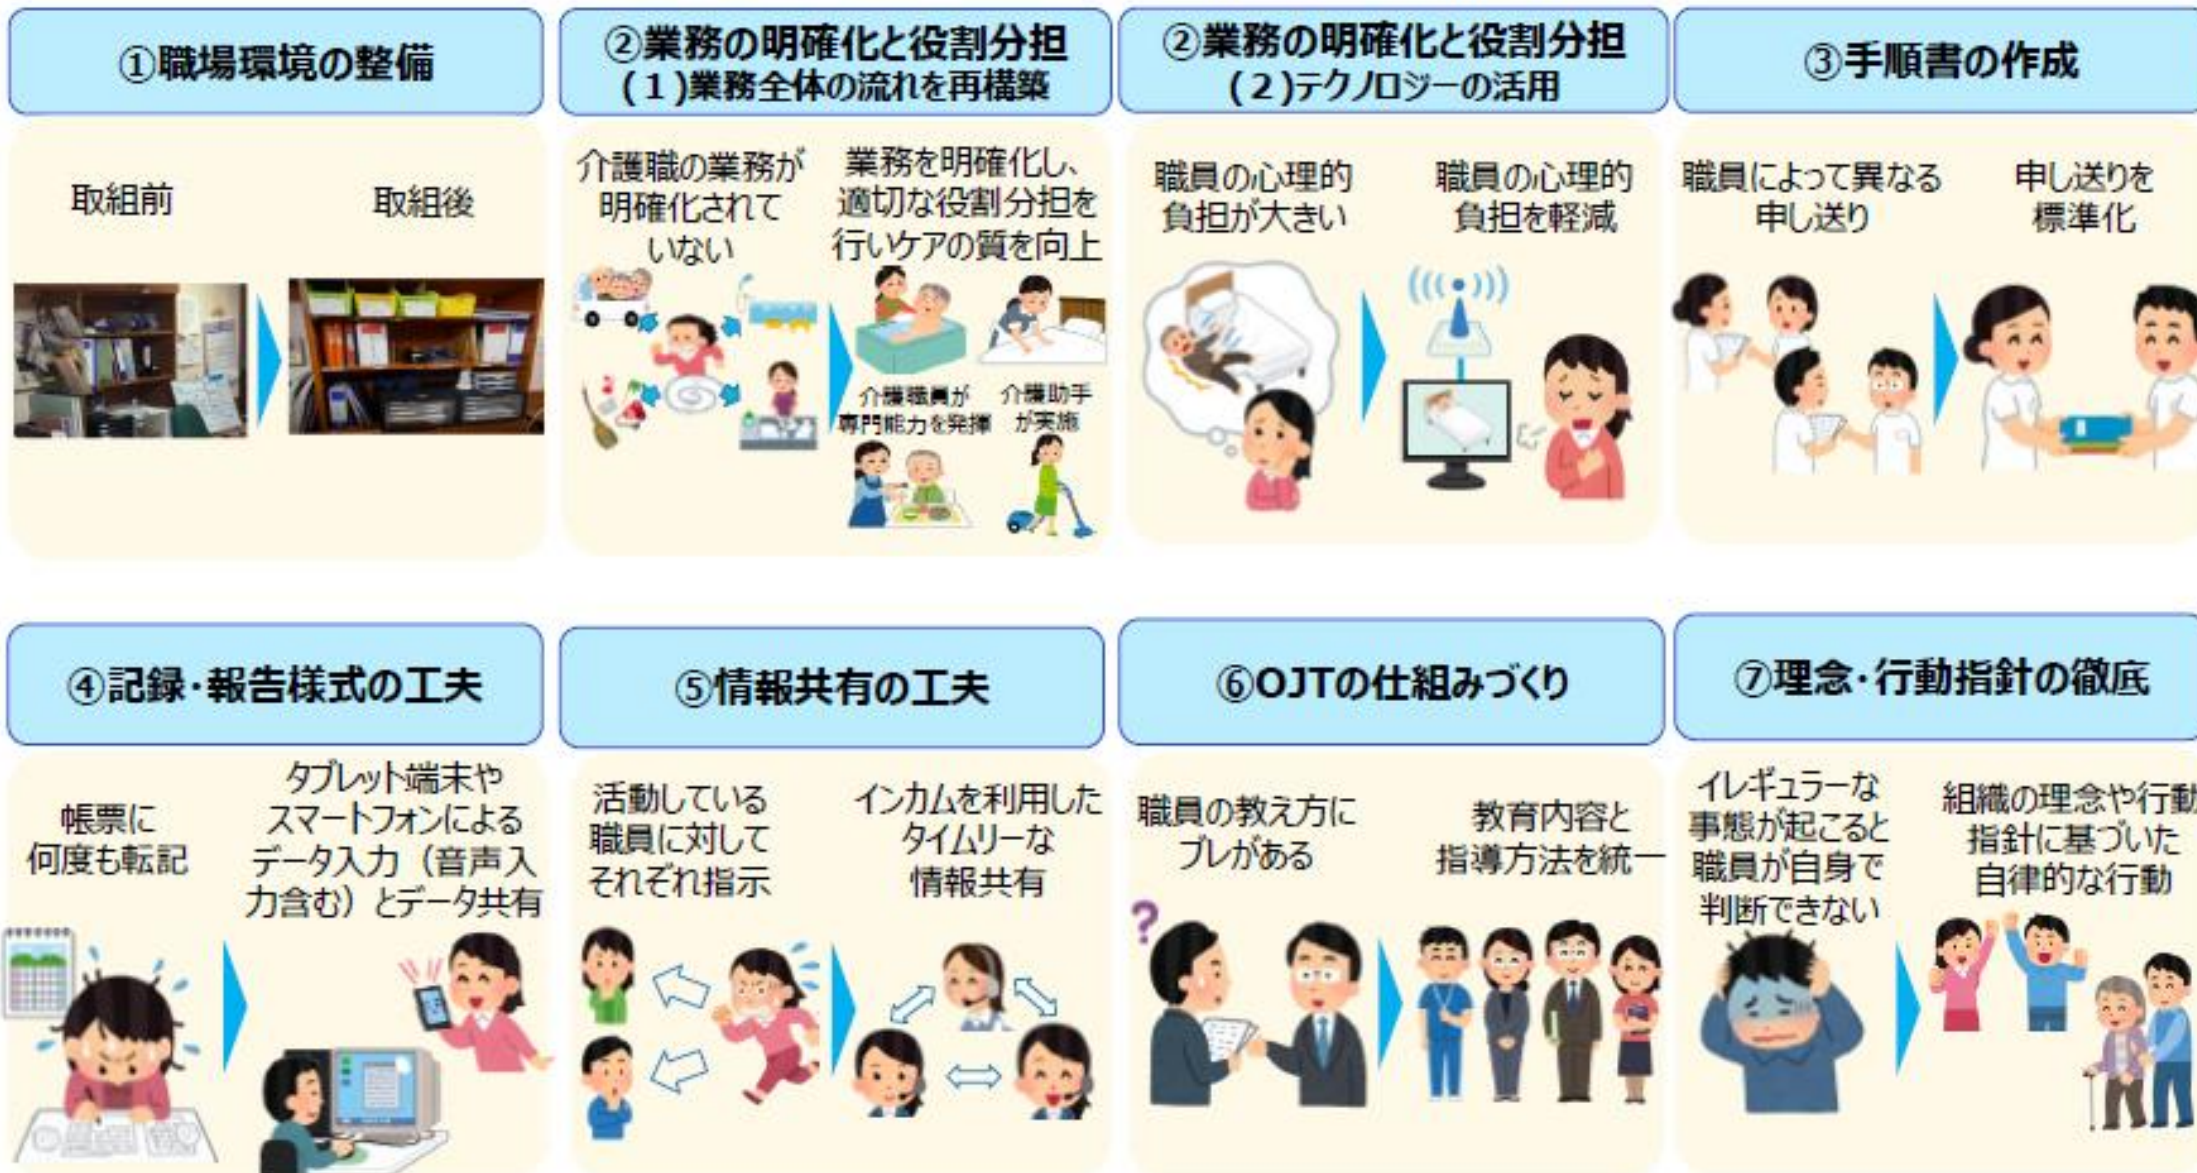 ①職場環境の整備
取組前
取組後
②業務の明確化と役割分担
(1)業務全体の流れを再構築
介護職の業務が
明確化されて
いない
業務を明確化し、
適切な役割分担を
行いケアの質を向上
介護職員が
専門能力を発揮
介護助手
が実施
②業務の明確化と役割分担
(2)テクノロジーの活用
職員の心理的
負担が大きい
職員の心理的
負担を軽減
③手順書の作成
職員によって異なる
申し送り
申し送りを
標準化
④記録・報告様式の工夫
帳票に
何度も転記
タブレット端末や
スマートフォンによる
データ入力（音声入
力含む）とデータ共有
⑤情報共有の工夫
活動している
職員に対して
それぞれ指示
インカムを利用した
タイムリーな
情報共有
⑥OJTの仕組みづくり
職員の教え方に
ブレがある
?
教育内容と
指導方法を統一
⑦理念・行動指針の徹底
イレギュラーな
事態が起こると
職員が自身で
判断できない
組織の理念や行動
指針に基づいた
自律的な行動